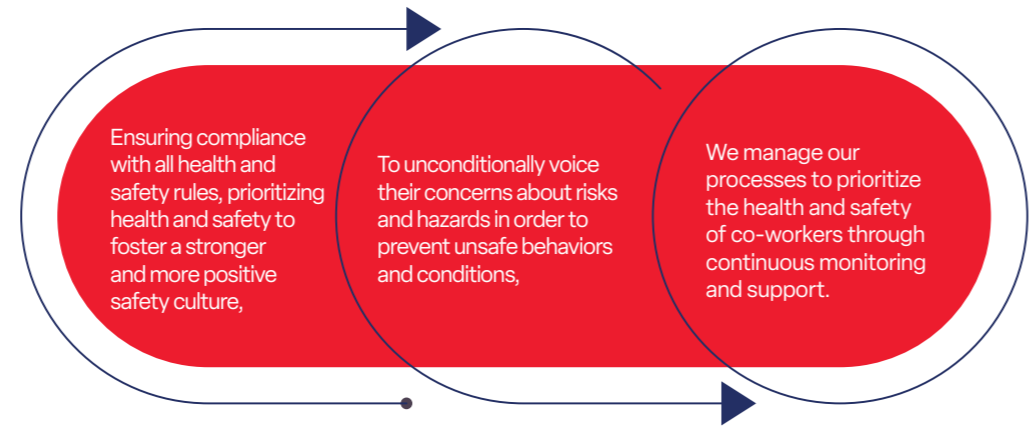 Ensuring compliance
with all health and
safety rules, prioritizing
health and safety to
foster a stronger
and more positive
safety culture,
To unconditionally voice
their concerns about risks
and hazards in order to
prevent unsafe behaviors
and conditions,
We manage our
processes to prioritize
the health and safety
of co-workers through
continuous monitoring
and support.